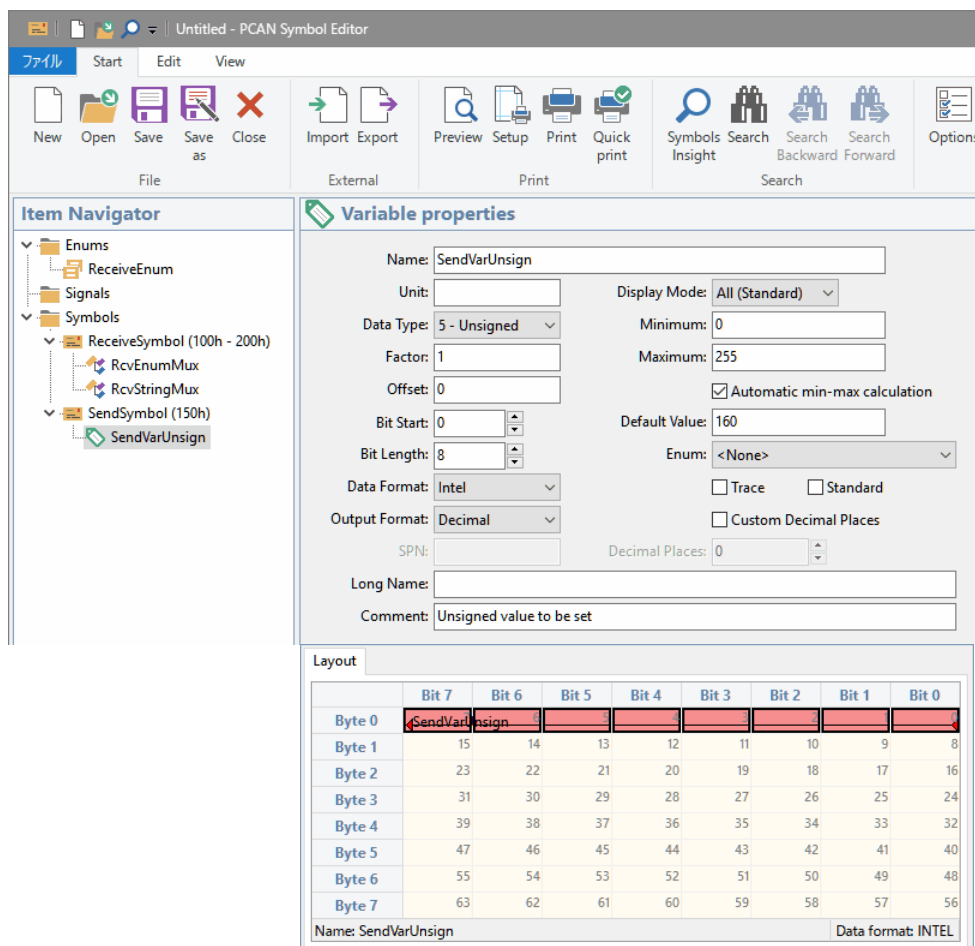 Untitled - PCAN Symbol Editor
ファイル Start Edit View
New Open Save Save as Close Import Export Preview Setup Print Quick print Symbols Insight Search Search Backward Search Forward Options
File External Print Search
Item Navigator
Enums
ReceiveEnum
Signals
Symbols
ReceiveSymbol (100h - 200h)
RcvEnumMux
RcvStringMux
SendSymbol (150h)
SendVarUnsign
Variable properties
Name: SendVarUnsign
Unit: Display Mode: All (Standard)
Data Type: 5 - Unsigned Minimum: 0
Factor: 1 Maximum: 255
Offset: 0 Automatic min-max calculation
Bit Start: 0 Default Value: 160
Bit Length: 8 Enum: <None>
Data Format: Intel Trace Standard
Output Format: Decimal Custom Decimal Places
SPN: Decimal Places: 0
Long Name:
Comment: Unsigned value to be set
Layout
Bit 7 Bit 6 Bit 5 Bit 4 Bit 3 Bit 2 Bit 1 Bit 0
Byte 0 SendVarUnsign 7 6 5 4 3 2 1 0
Byte 1 15 14 13 12 11 10 9 8
Byte 2 23 22 21 20 19 18 17 16
Byte 3 31 30 29 28 27 26 25 24
Byte 4 39 38 37 36 35 34 33 32
Byte 5 47 46 45 44 43 42 41 40
Byte 6 55 54 53 52 51 50 49 48
Byte 7 63 62 61 60 59 58 57 56
Name: SendVarUnsign Data format: INTEL